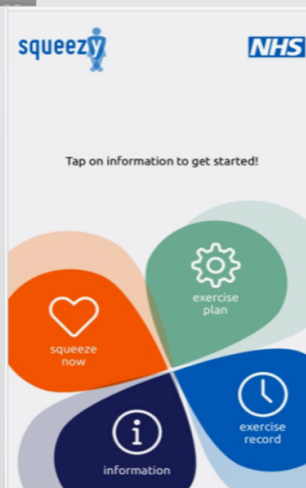 squeezy
NHS
Tap on information to get started!
exercise
plan
squeeze
now
exercise
record
information